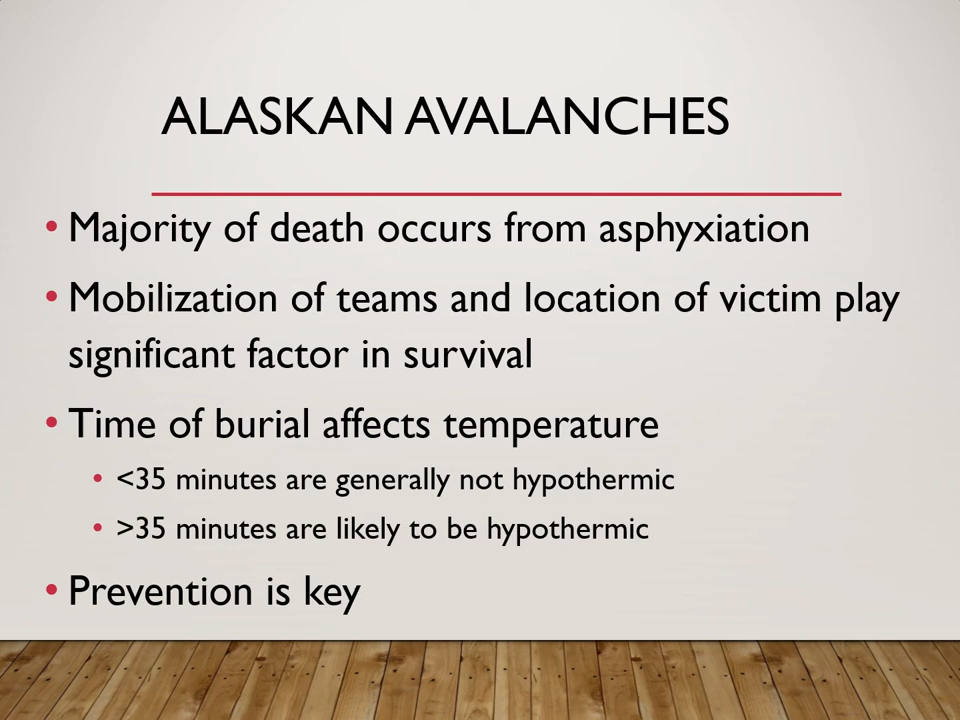 ALASKAN AVALANCHES
• Majority of death occurs from asphyxiation
• Mobilization of teams and location of victim play
significant factor in survival
• Time of burial affects temperature
• <35 minutes are generally not hypothermic
• >35 minutes are likely to be hypothermic
• Prevention is key